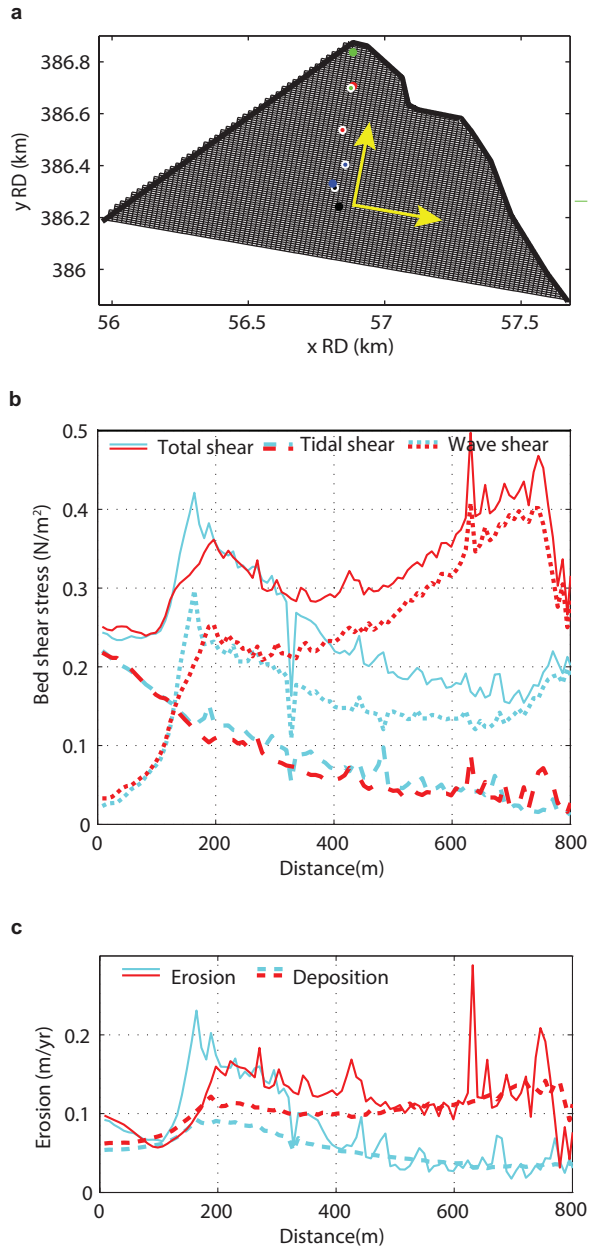 a
386.8
386.6
386.4
386.2
386
y RD (km)
56
56.5
57
57.5
x RD (km)
b
0.5
0.4
0.3
0.2
0.1
0
Bed shear stress (N/m²)
Total shear
Tidal shear
Wave shear
0
200
400
600
800
Distance(m)
c
0.2
0.1
0
Erosion (m/yr)
Erosion
Deposition
0
200
400
600
800
Distance(m)